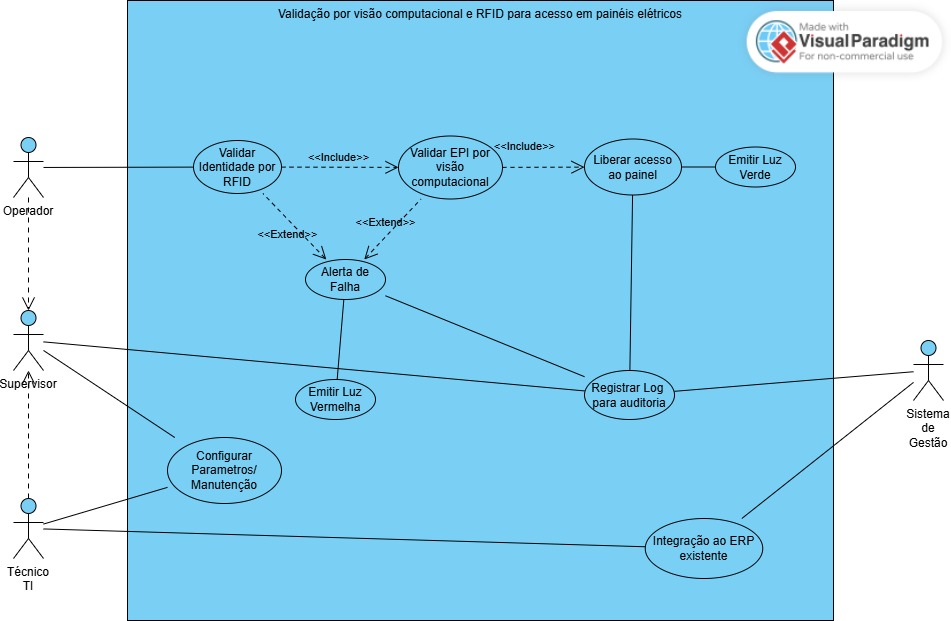 Validação por visão computacional e RFID para acesso em painéis elétricos
Made with
VisualParadigm
For non-commercial use
Operador
Validar
Identidade por
RFID
<<Include>>
Validar EPI por
visão
computacional
<<Include>>
Liberar acesso
ao painel
Emitir Luz
Verde
<<Extend>>
<<Extend>>
Alerta de
Falha
Supervisor
Emitir Luz
Vermelha
Registrar Log
para auditoria
Sistema
de
Gestão
Configurar
Parametros/
Manutenção
Integração ao ERP
existente
Técnico
TI